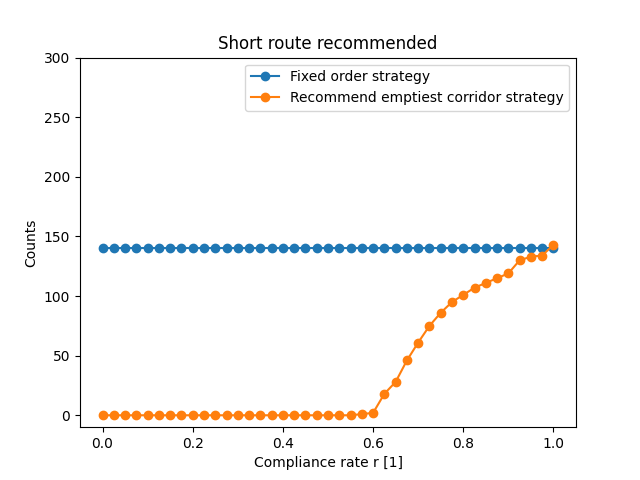 Short route recommended
Fixed order strategy
Recommend emptiest corridor strategy
Counts
300
250
200
150
100
50
0
0.0 0.2 0.4 0.6 0.8 1.0
Compliance rate r [1]